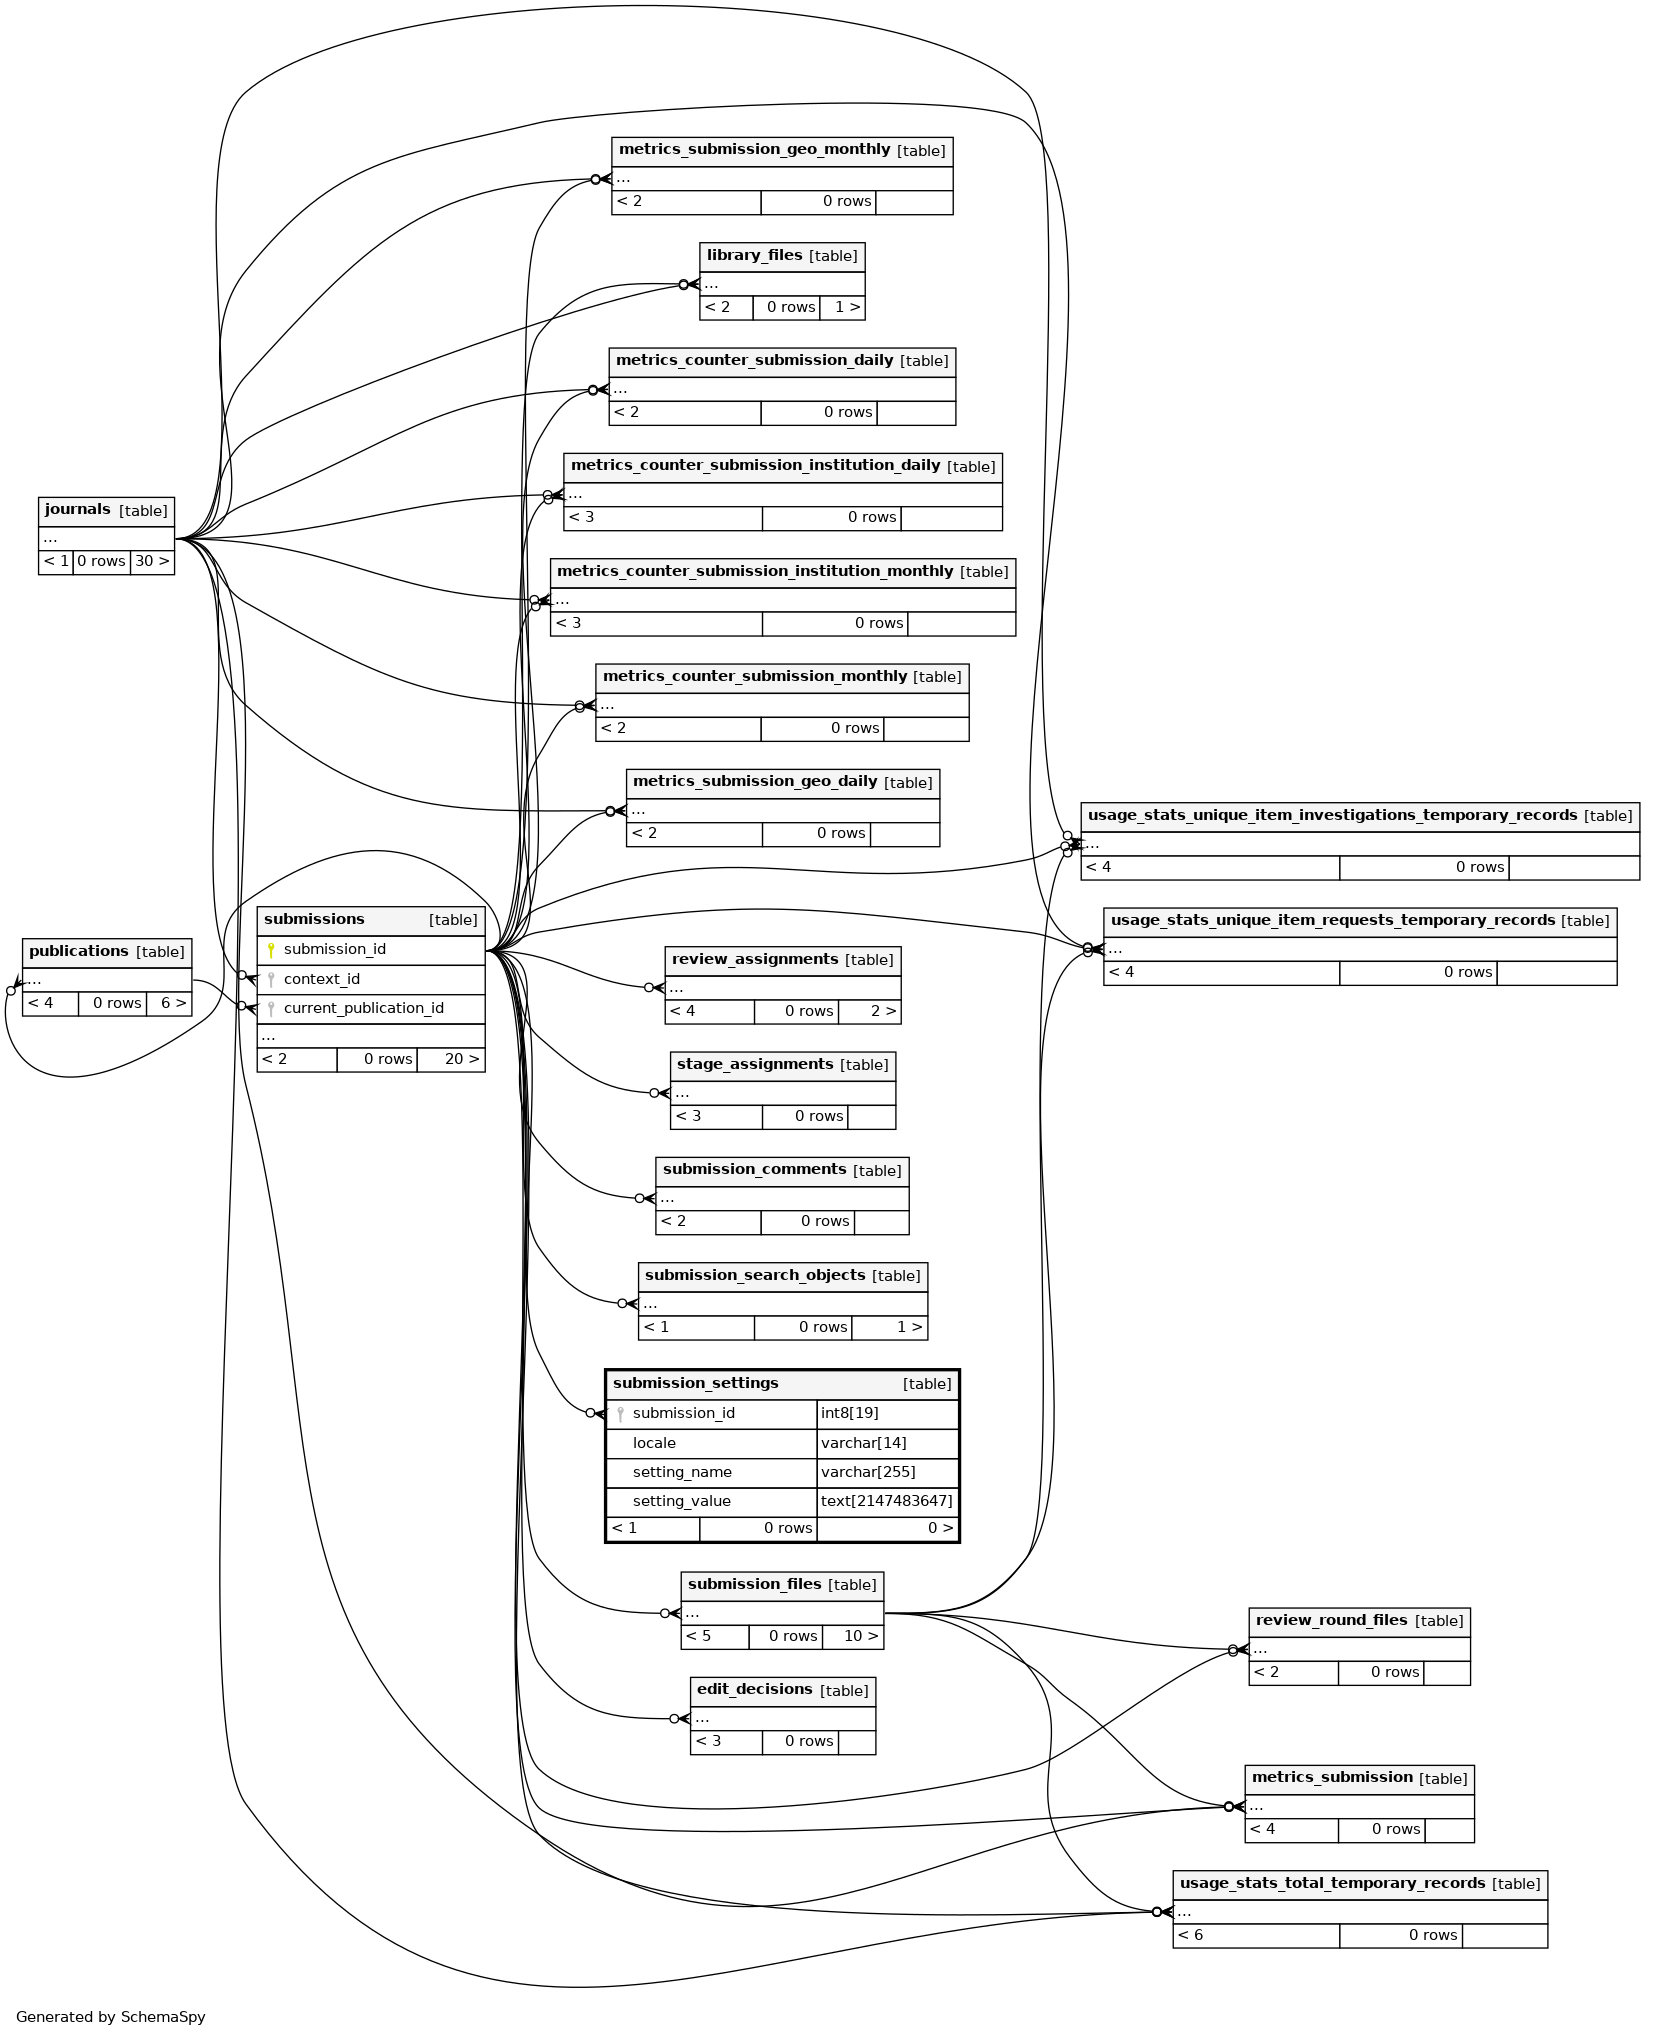 metrics_submission_geo_monthly [table]
...
< 2 0 rows
library_files [table]
...
< 2 0 rows 1 >
metrics_counter_submission_daily [table]
...
< 2 0 rows
metrics_counter_submission_institution_daily [table]
...
< 3 0 rows
journals [table]
...
< 1 0 rows 30 >
metrics_counter_submission_institution_monthly [table]
...
< 3 0 rows
metrics_counter_submission_monthly [table]
...
< 2 0 rows
metrics_submission_geo_daily [table]
...
< 2 0 rows
usage_stats_unique_item_investigations_temporary_records [table]
...
< 4 0 rows
usage_stats_unique_item_requests_temporary_records [table]
...
< 4 0 rows
publications [table]
...
< 4 0 rows 6 >
submissions [table]
submission_id
context_id
current_publication_id
...
< 2 0 rows 20 >
review_assignments [table]
...
< 4 0 rows 2 >
stage_assignments [table]
...
< 3 0 rows
submission_comments [table]
...
< 2 0 rows
submission_search_objects [table]
...
< 1 0 rows 1 >
submission_settings [table]
submission_id int8[19]
locale varchar[14]
setting_name varchar[255]
setting_value text[2147483647]
< 1 0 rows 0 >
submission_files [table]
...
< 5 0 rows 10 >
review_round_files [table]
...
< 2 0 rows
edit_decisions [table]
...
< 3 0 rows
metrics_submission [table]
...
< 4 0 rows
usage_stats_total_temporary_records [table]
...
< 6 0 rows
Generated by SchemaSpy